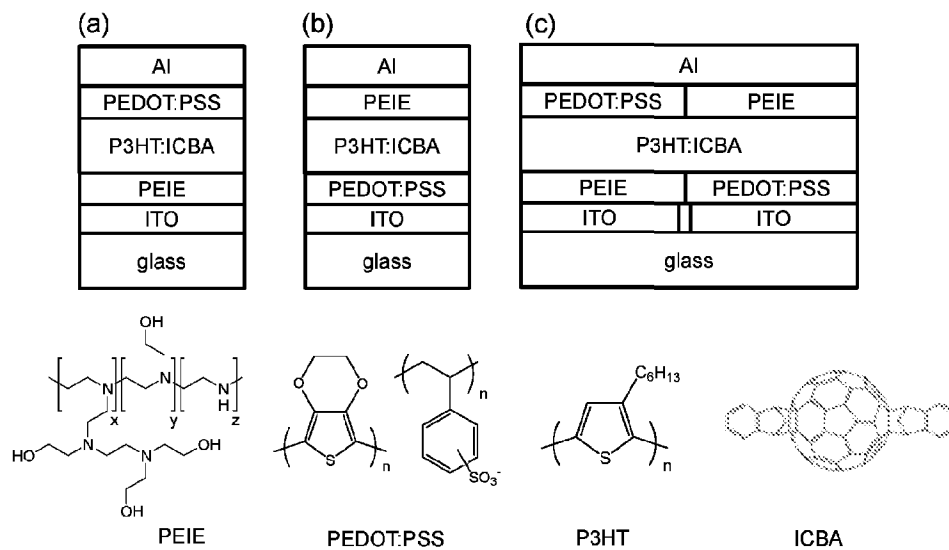 (a)
Al
PEDOT:PSS
P3HT:ICBA
PEIE
ITO
glass
(b)
Al
PEIE
P3HT:ICBA
PEDOT:PSS
ITO
glass
(c)
Al
PEDOT:PSS PEIE
P3HT:ICBA
PEIE PEDOT:PSS
ITO ITO
glass
OH
N N N
H
x y z
N
HO N OH
OH
PEIE
O O
S
n
n
SO3-
PEDOT:PSS
C6H13
S
n
P3HT
ICBA